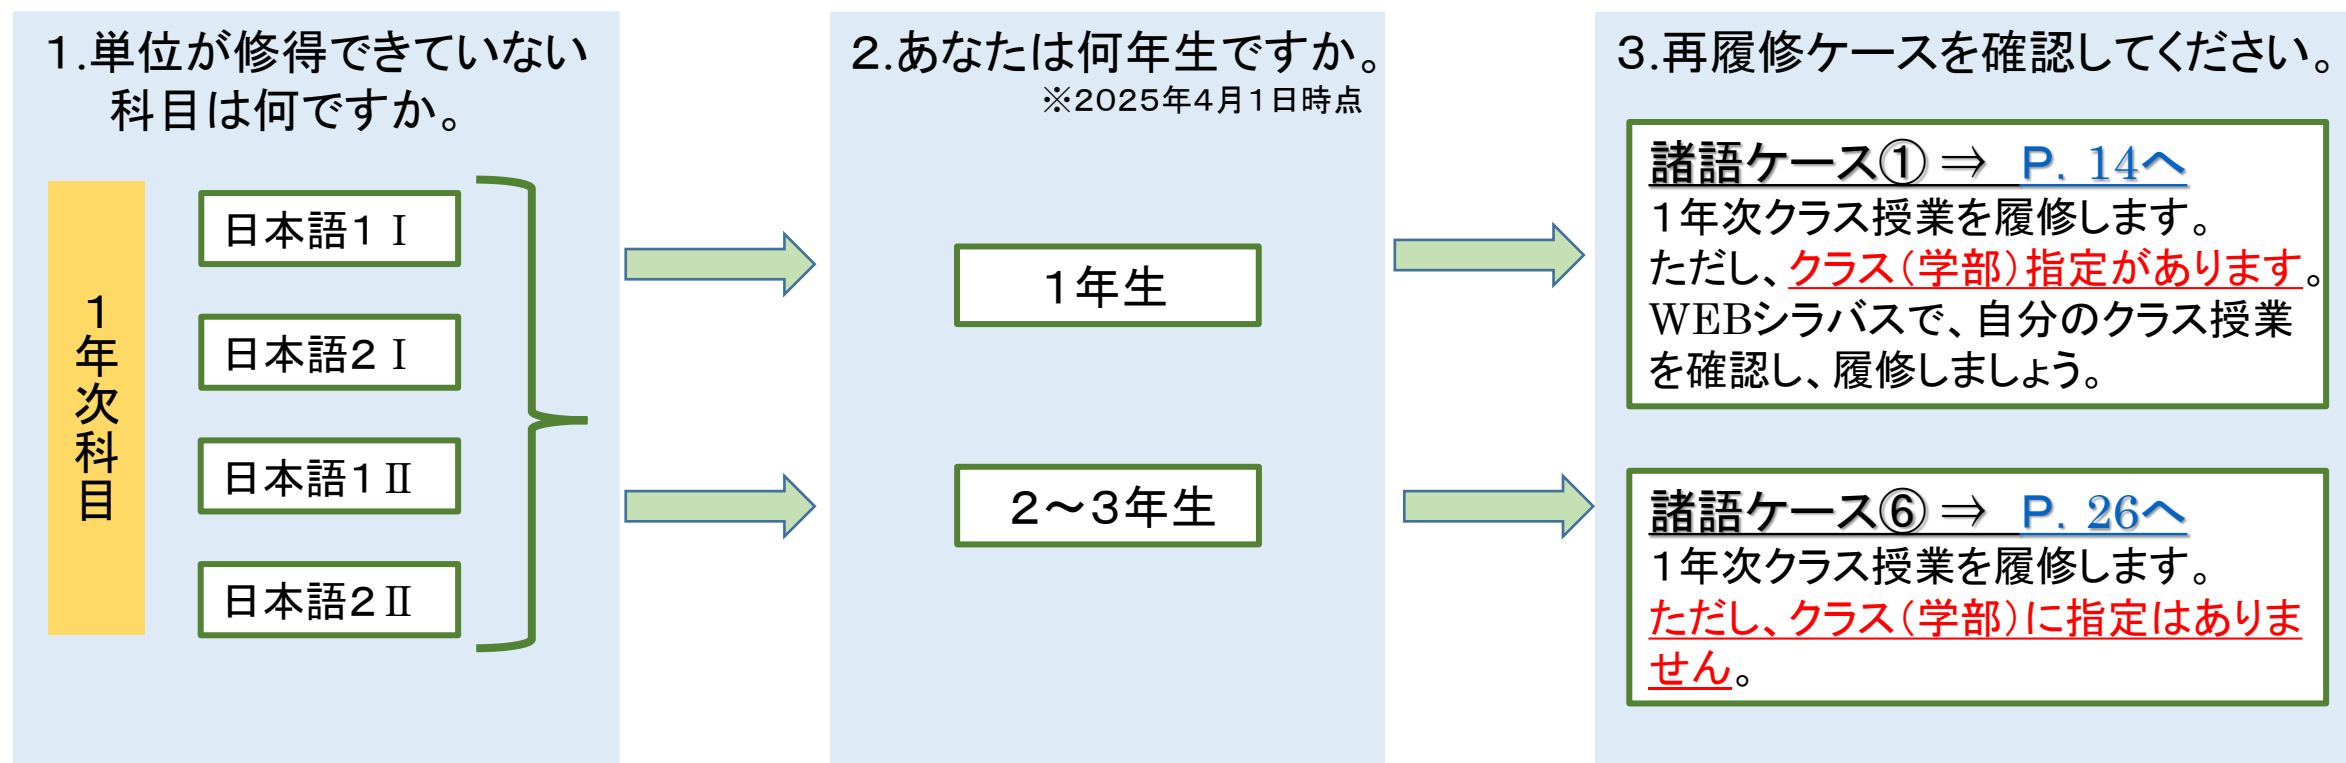 1.単位が修得できていない
科目は何ですか。
1年次科目
日本語1 Ⅰ
日本語2 Ⅰ
日本語1 Ⅱ
日本語2 Ⅱ
2.あなたは何年生ですか。
※2025年4月1日時点
1年生
2～3年生
3.再履修ケースを確認してください。
諸語ケース① ⇒ P. 14へ
1年次クラス授業を履修します。
ただし、クラス（学部）指定があります。
WEBシラバスで、自分のクラス授業
を確認し、履修しましょう。
諸語ケース⑥ ⇒ P. 26へ
1年次クラス授業を履修します。
ただし、クラス（学部）に指定はありま
せん。